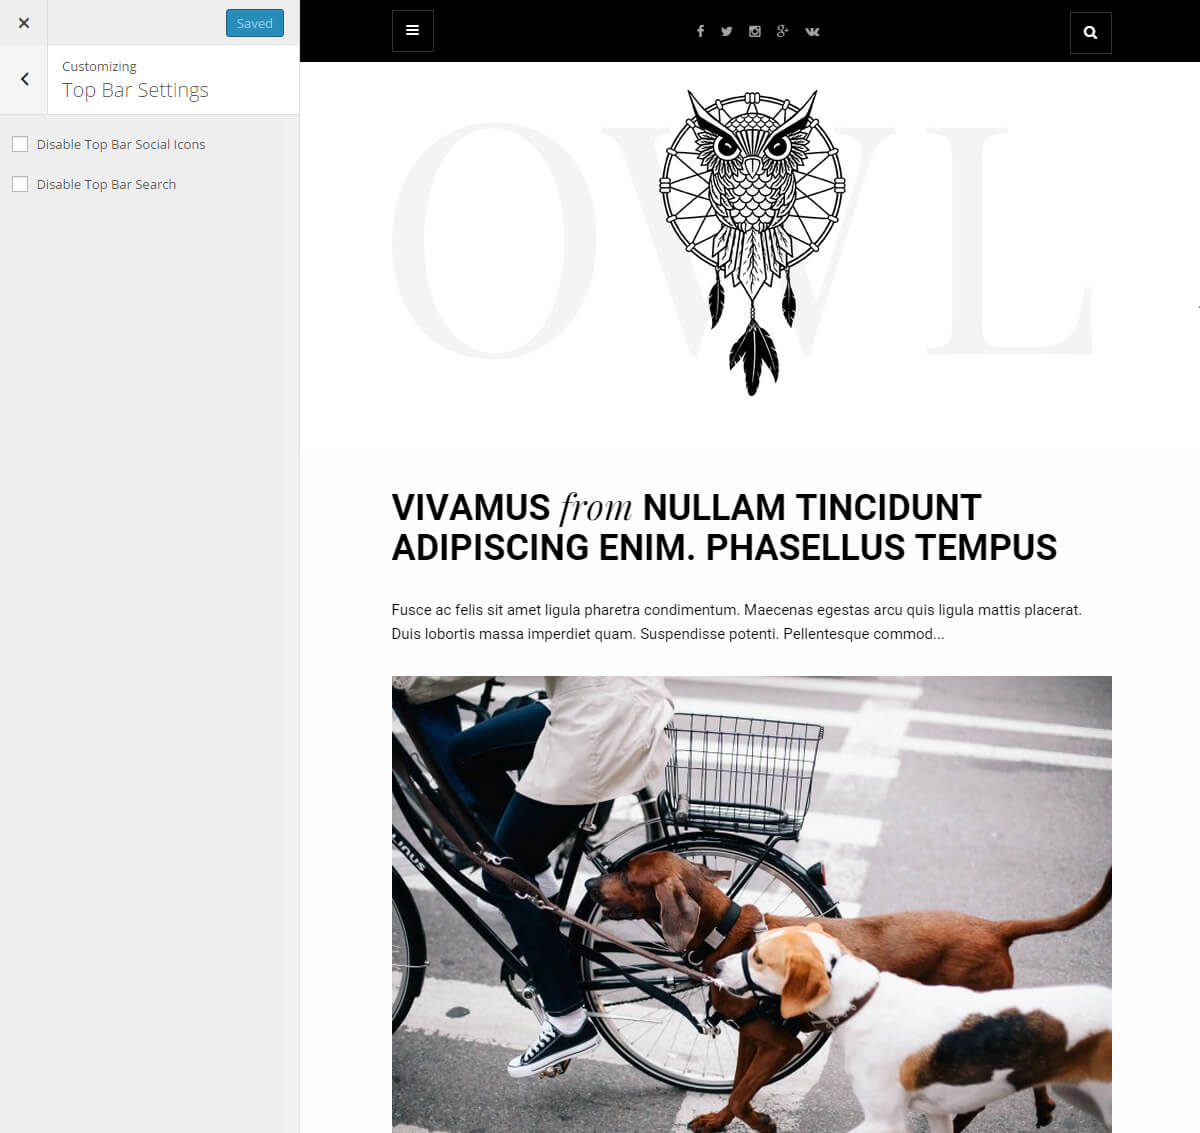 Saved
Customizing
Top Bar Settings
Disable Top Bar Social Icons
Disable Top Bar Search
OWL
VIVAMUS from NULLAM TINCIDUNT
ADIPISCING ENIM. PHASELLUS TEMPUS
Fusce ac felis sit amet ligula pharetra condimentum. Maecenas egestas arcu quis ligula mattis placerat.
Duis lobortis massa imperdiet quam. Suspendisse potenti. Pellentesque commod...